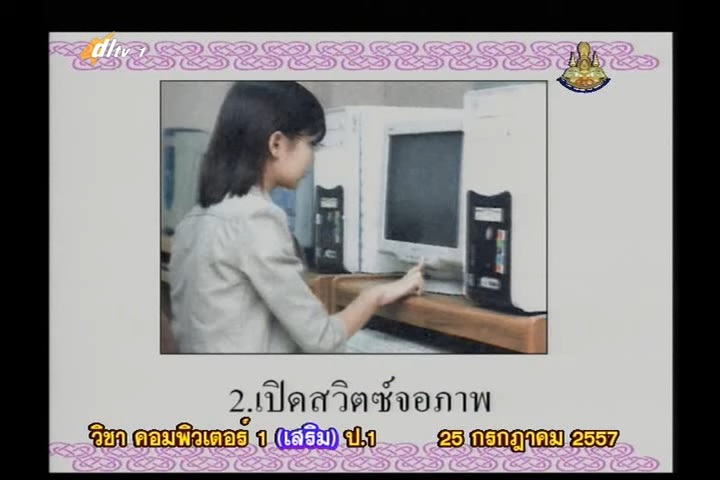 dltv-1
2.เปิดสวิตซ์จอภาพ
วิชา คอมพิวเตอร์ 1 (เสริม) ป.1 25 กรกฎาคม 2557